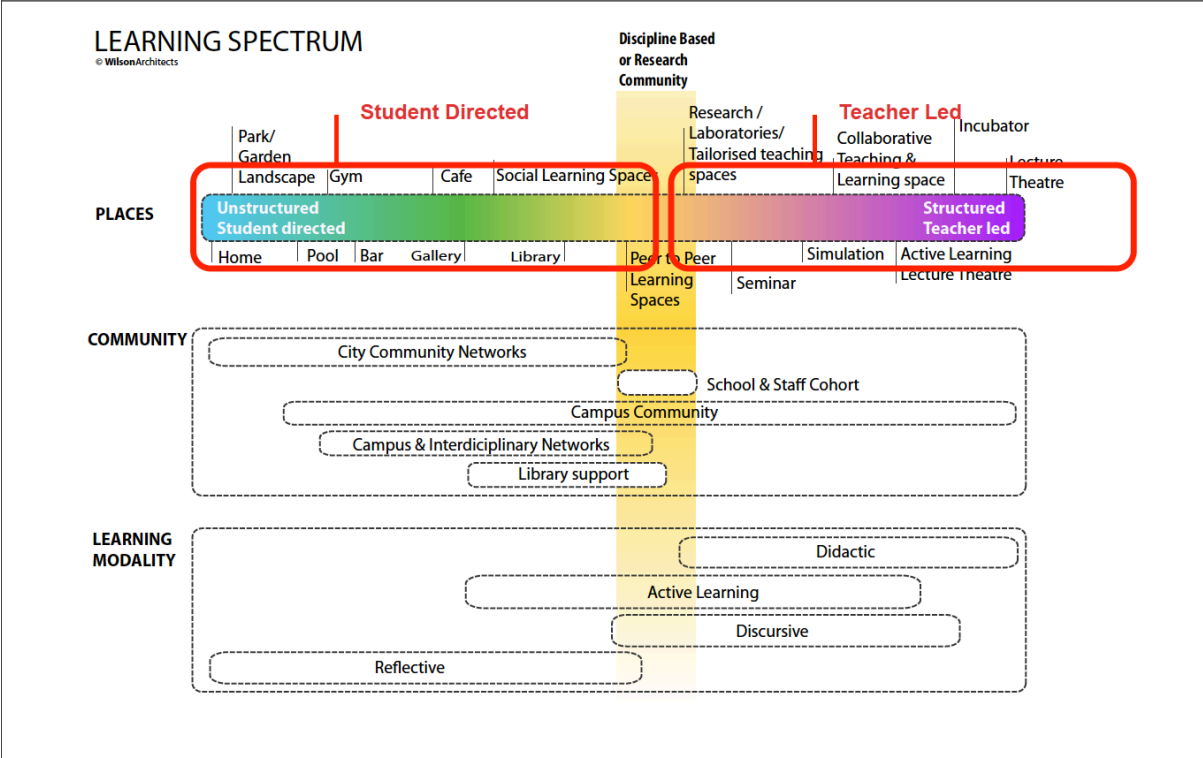 LEARNING SPECTRUM
© WilsonArchitects
Discipline Based
or Research
Community
Student Directed
Teacher Led
Park/
Garden
Landscape
Gym
Cafe
Social Learning Space
Research /
Laboratories/
Tailorised teaching
spaces
Collaborative
Teaching &
Learning space
Incubator
Lecture
Theatre
PLACES
Unstructured
Student directed
Structured
Teacher led
Home
Pool
Bar
Gallery
Library
Peer to Peer
Learning
Spaces
Seminar
Simulation
Active Learning
Lecture Theatre
COMMUNITY
City Community Networks
School & Staff Cohort
Campus Community
Campus & Interdiciplinary Networks
Library support
LEARNING
MODALITY
Didactic
Active Learning
Discursive
Reflective